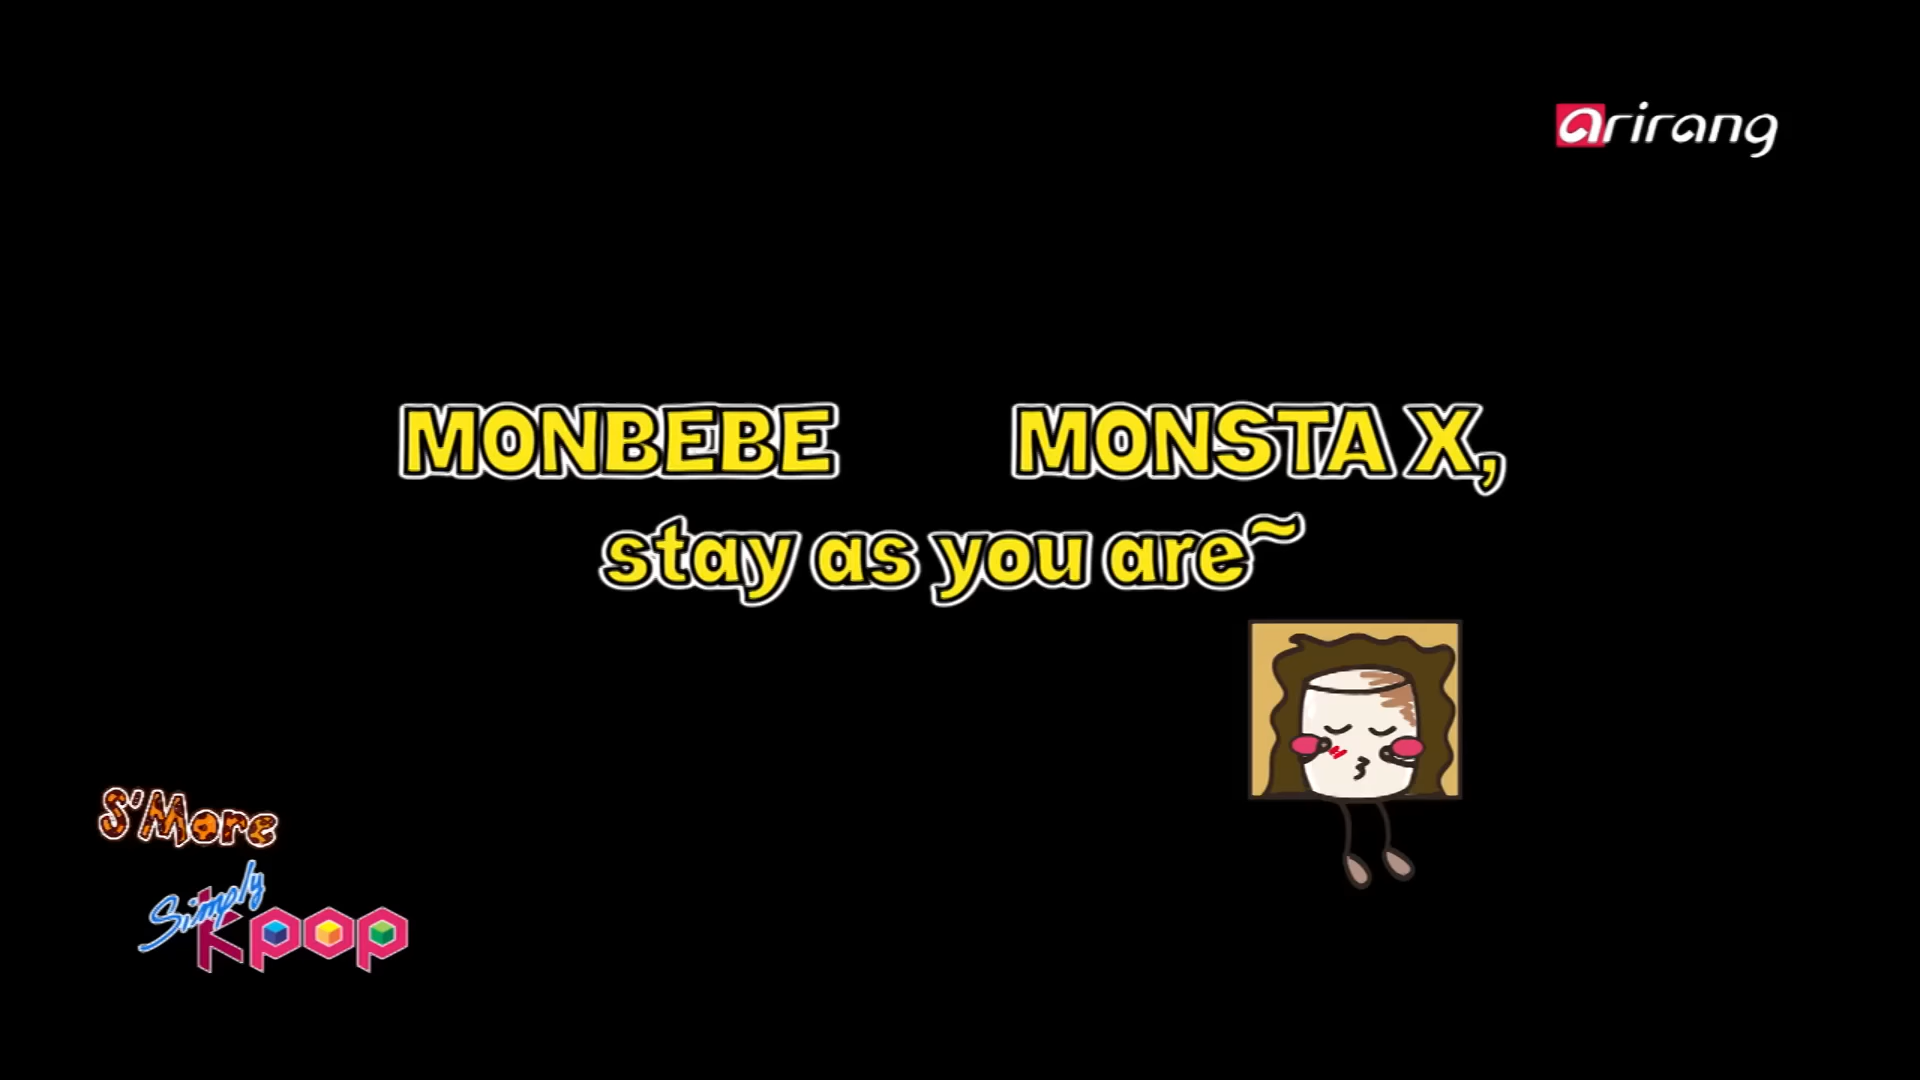 arirang
MONBEBE MONSTA X,
stay as you are~
S'More
Simply
Kpop